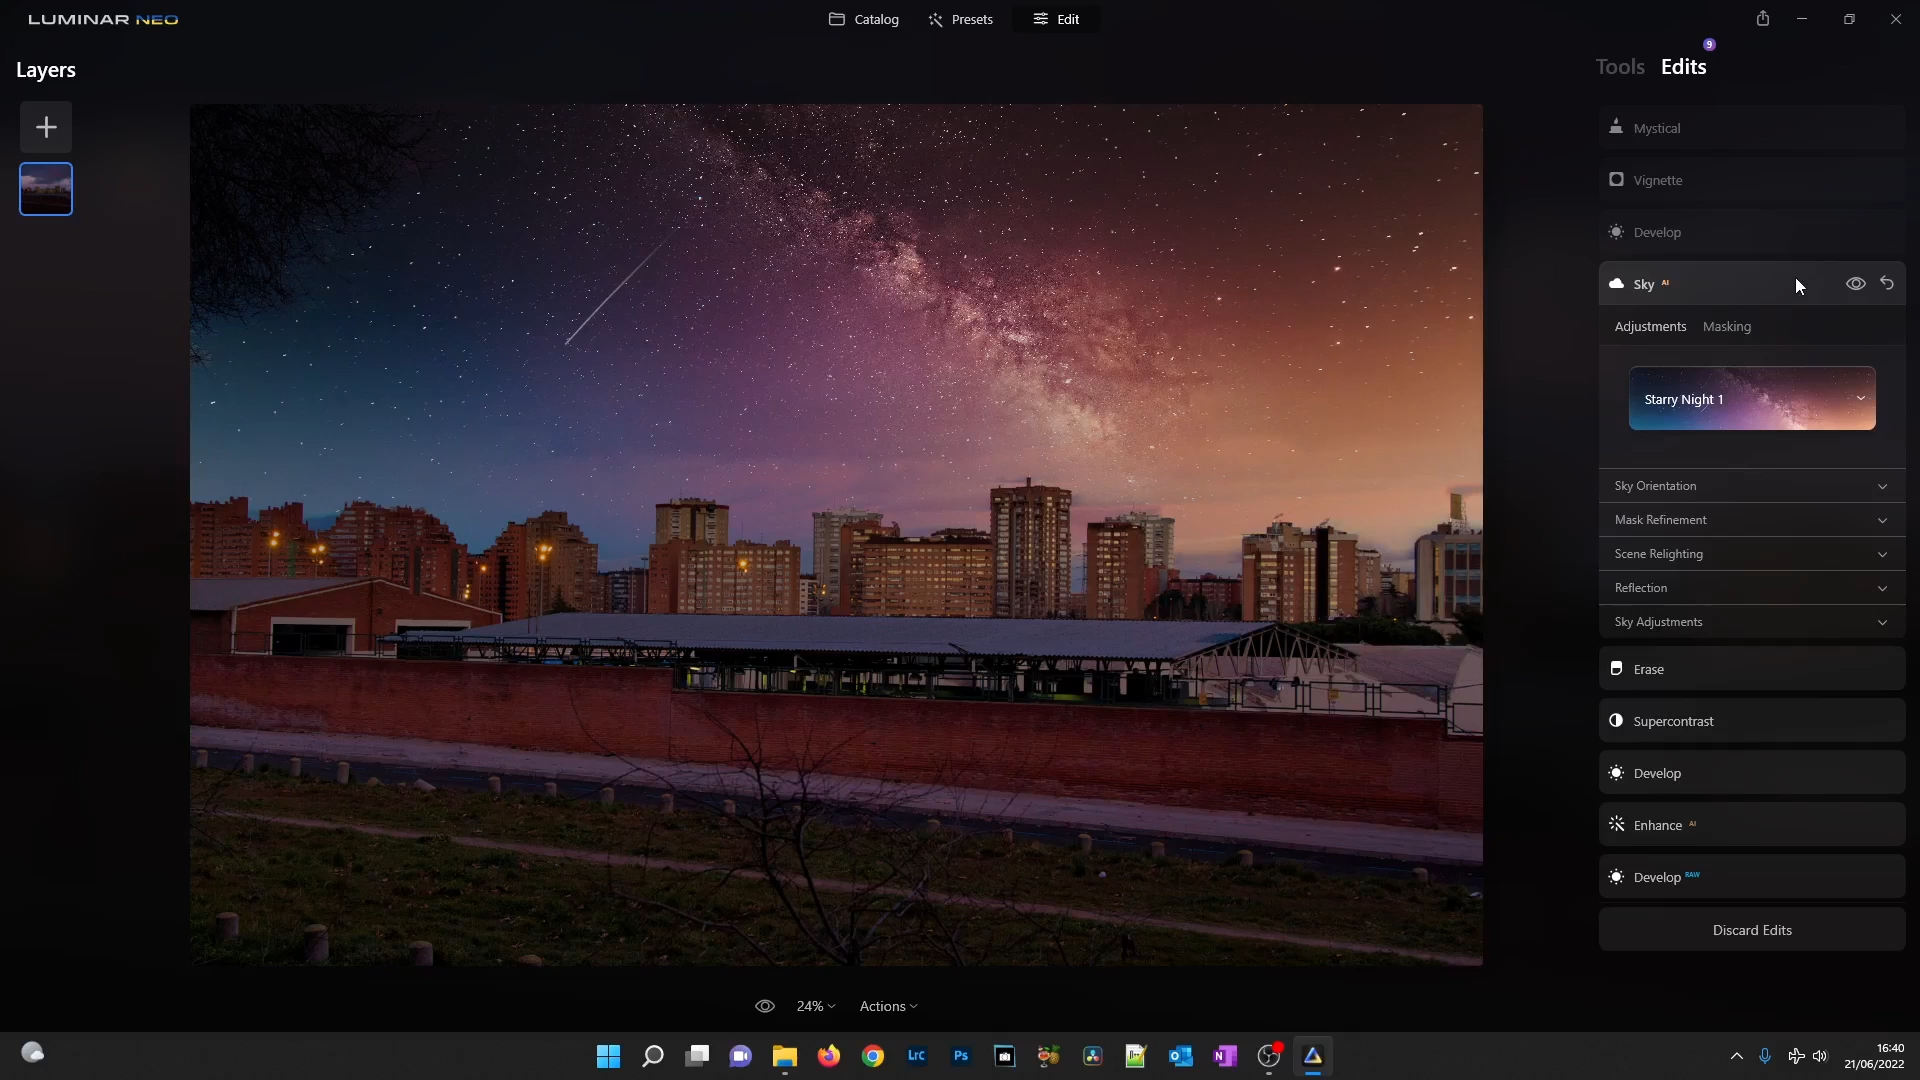 LUMINAR NEO
Catalog
Presets
Edit
Layers
9
Tools
Edits
Mystical
Vignette
Develop
Sky AI
Adjustments
Masking
Starry Night 1
Sky Orientation
Mask Refinement
Scene Relighting
Reflection
Sky Adjustments
Erase
Supercontrast
Develop
Enhance AI
Develop RAW
Discard Edits
24%
Actions
LrC
Ps
N
16:40
21/06/2022